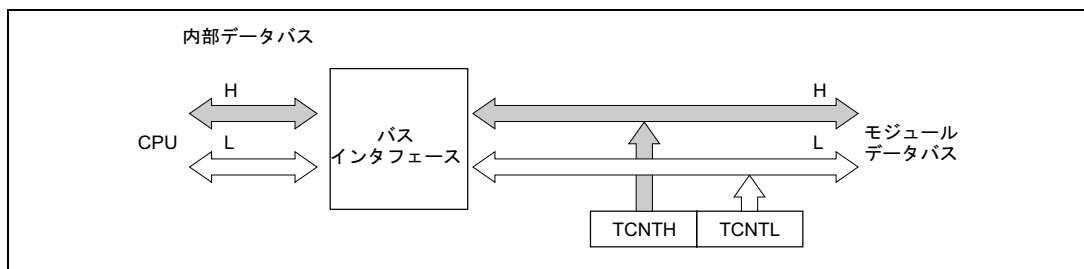 内部データバス
H
H
CPU
L
バス
インタフェース
L
モジュール
データバス
TCNTH
TCNTL